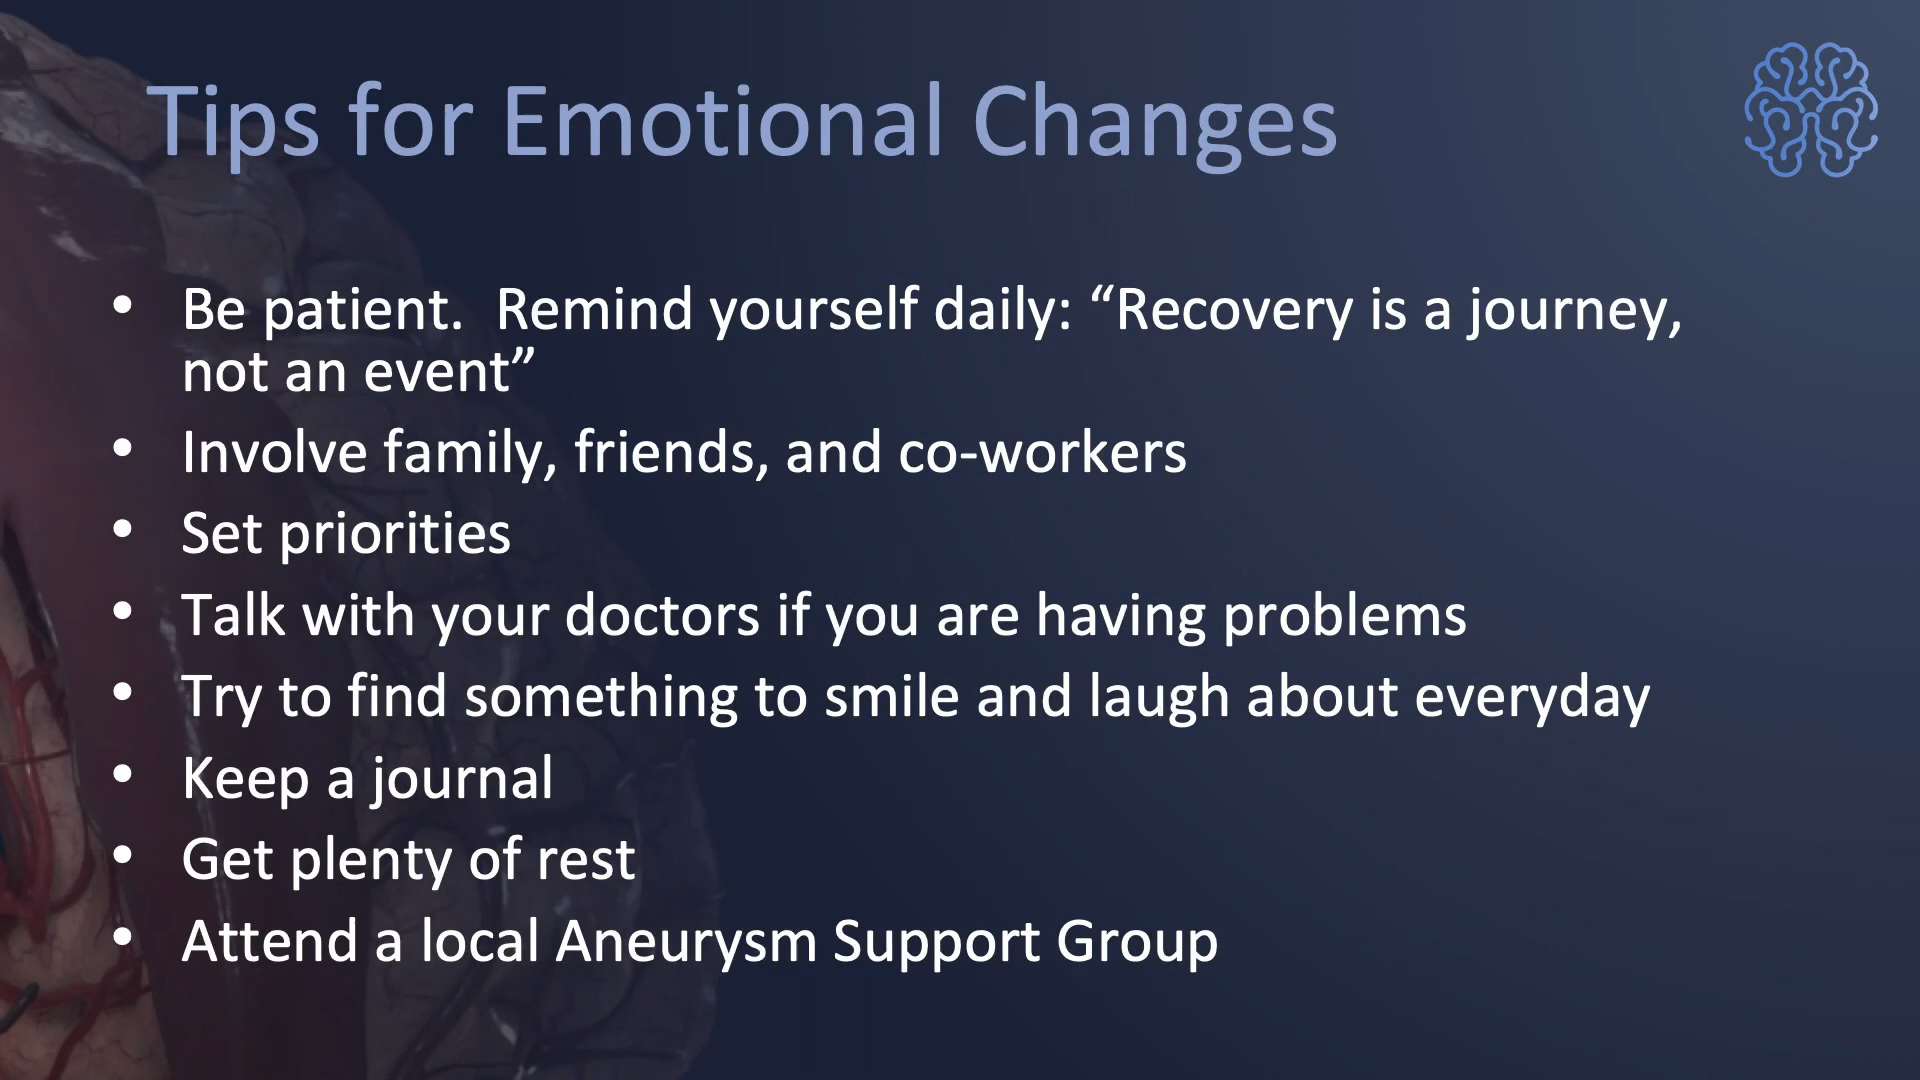 Tips for Emotional Changes
• Be patient.  Remind yourself daily: “Recovery is a journey,
not an event”
• Involve family, friends, and co-workers
• Set priorities
• Talk with your doctors if you are having problems
• Try to find something to smile and laugh about everyday
• Keep a journal
• Get plenty of rest
• Attend a local Aneurysm Support Group